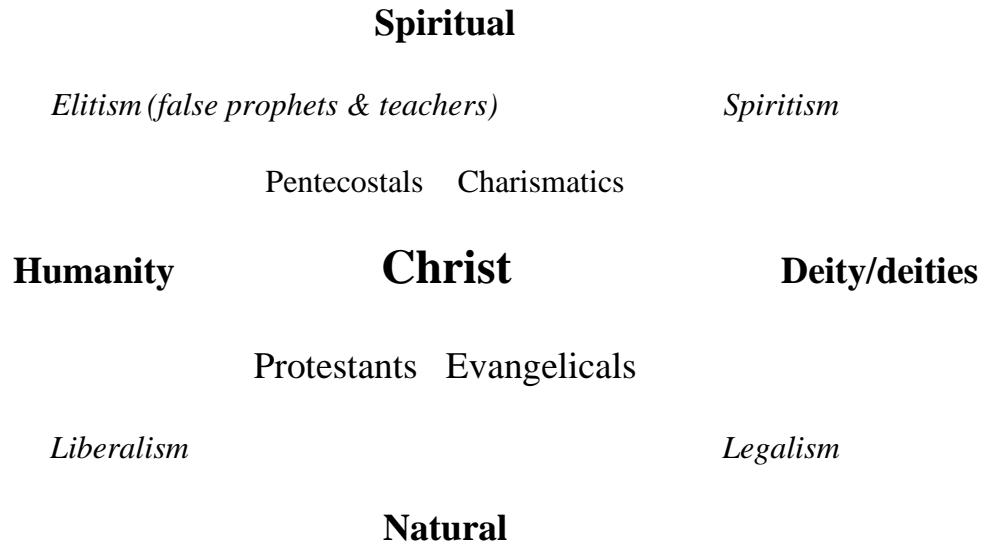 Spiritual
Elitism (false prophets & teachers) Spiritism
Pentecostals Charismatics
Humanity Christ Deity/deities
Protestants Evangelicals
Liberalism Legalism
Natural